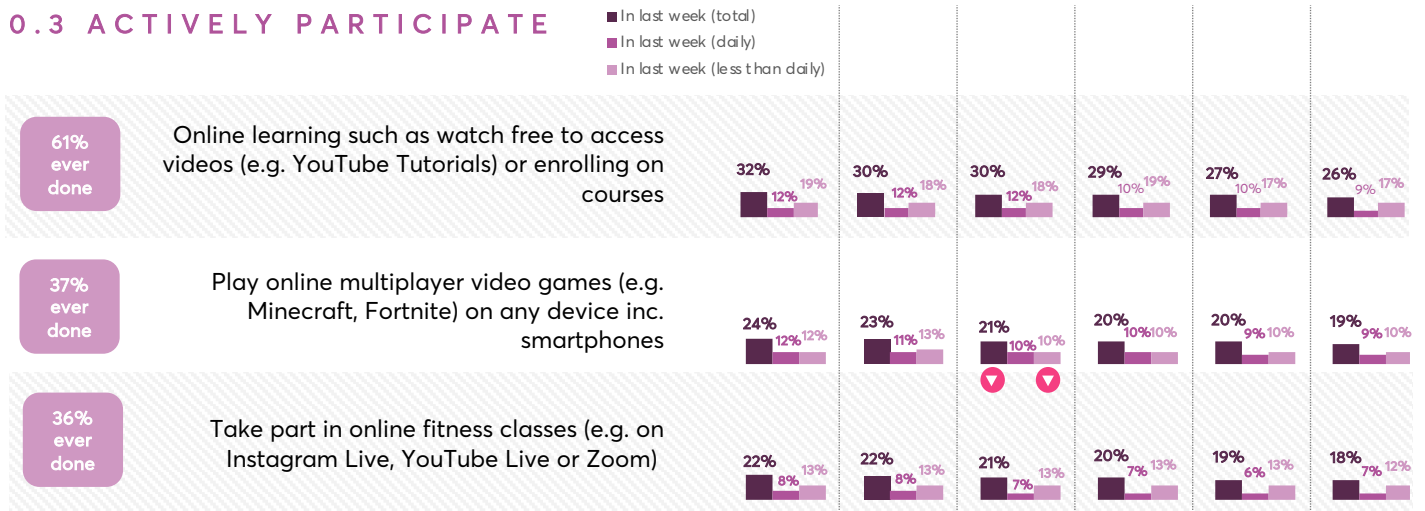 0.3 ACTIVELY PARTICIPATE
In last week (total)
In last week (daily)
In last week (less than daily)
61%
ever
done
Online learning such as watch free to access
videos (e.g. YouTube Tutorials) or enrolling on
courses
32% 12% 19%
30% 12% 18%
30% 12% 18%
29% 10% 19%
27% 10% 17%
26% 9% 17%
37%
ever
done
Play online multiplayer video games (e.g.
Minecraft, Fortnite) on any device inc.
smartphones
24% 12% 12%
23% 11% 13%
21% 10% 10%
20% 10% 10%
20% 9% 10%
19% 9% 10%
36%
ever
done
Take part in online fitness classes (e.g. on
Instagram Live, YouTube Live or Zoom)
22% 8% 13%
22% 8% 13%
21% 7% 13%
20% 7% 13%
19% 6% 13%
18% 7% 12%